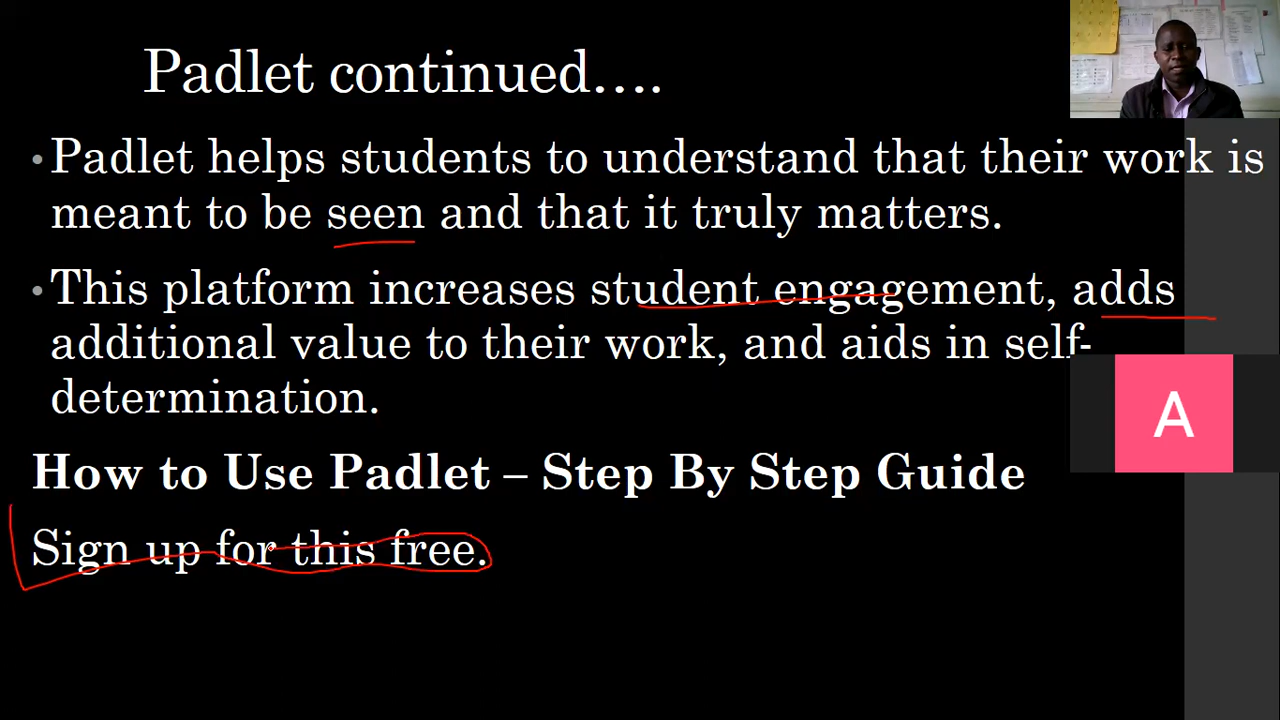 Padlet continued….
• Padlet helps students to understand that their work is
meant to be seen and that it truly matters.
• This platform increases student engagement, adds
additional value to their work, and aids in self-
determination.
How to Use Padlet – Step By Step Guide
Sign up for this free.
A